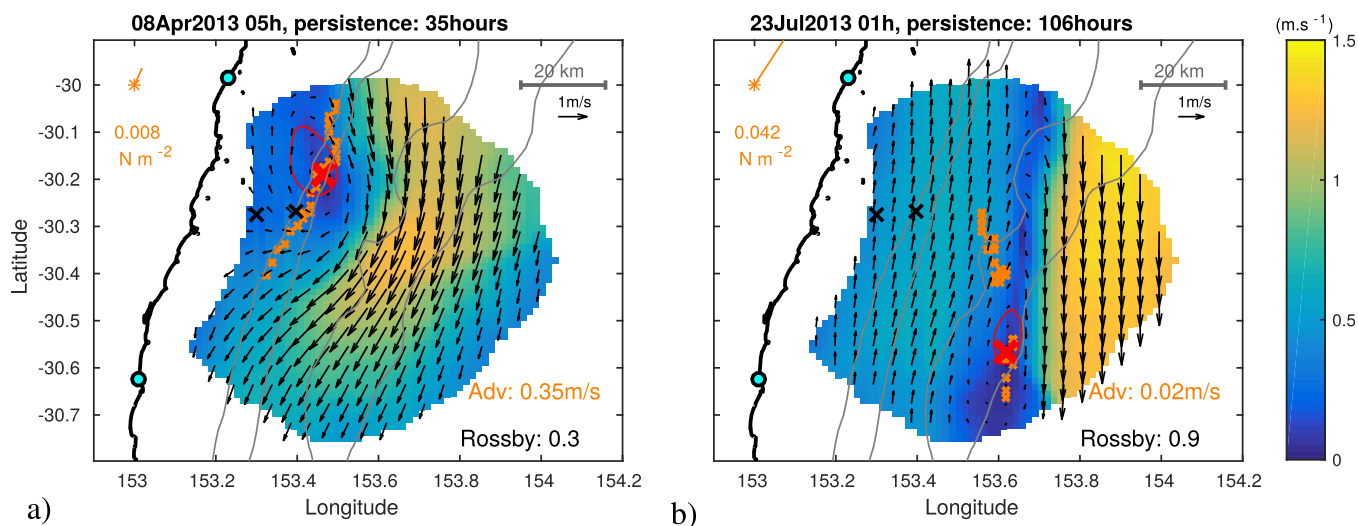 08Apr2013 05h, persistence: 35hours
23Jul2013 01h, persistence: 106hours
(m.s⁻¹)
-30
-30.1
-30.2
-30.3
-30.4
-30.5
-30.6
-30.7
Latitude
0.008
N m⁻²
20 km
1m/s
Adv: 0.35m/s
Rossby: 0.3
153
153.2
153.4
153.6
153.8
154
154.2
Longitude
a)
0.042
N m⁻²
20 km
1m/s
Adv: 0.02m/s
Rossby: 0.9
153
153.2
153.4
153.6
153.8
154
154.2
Longitude
b)
1.5
1
0.5
0